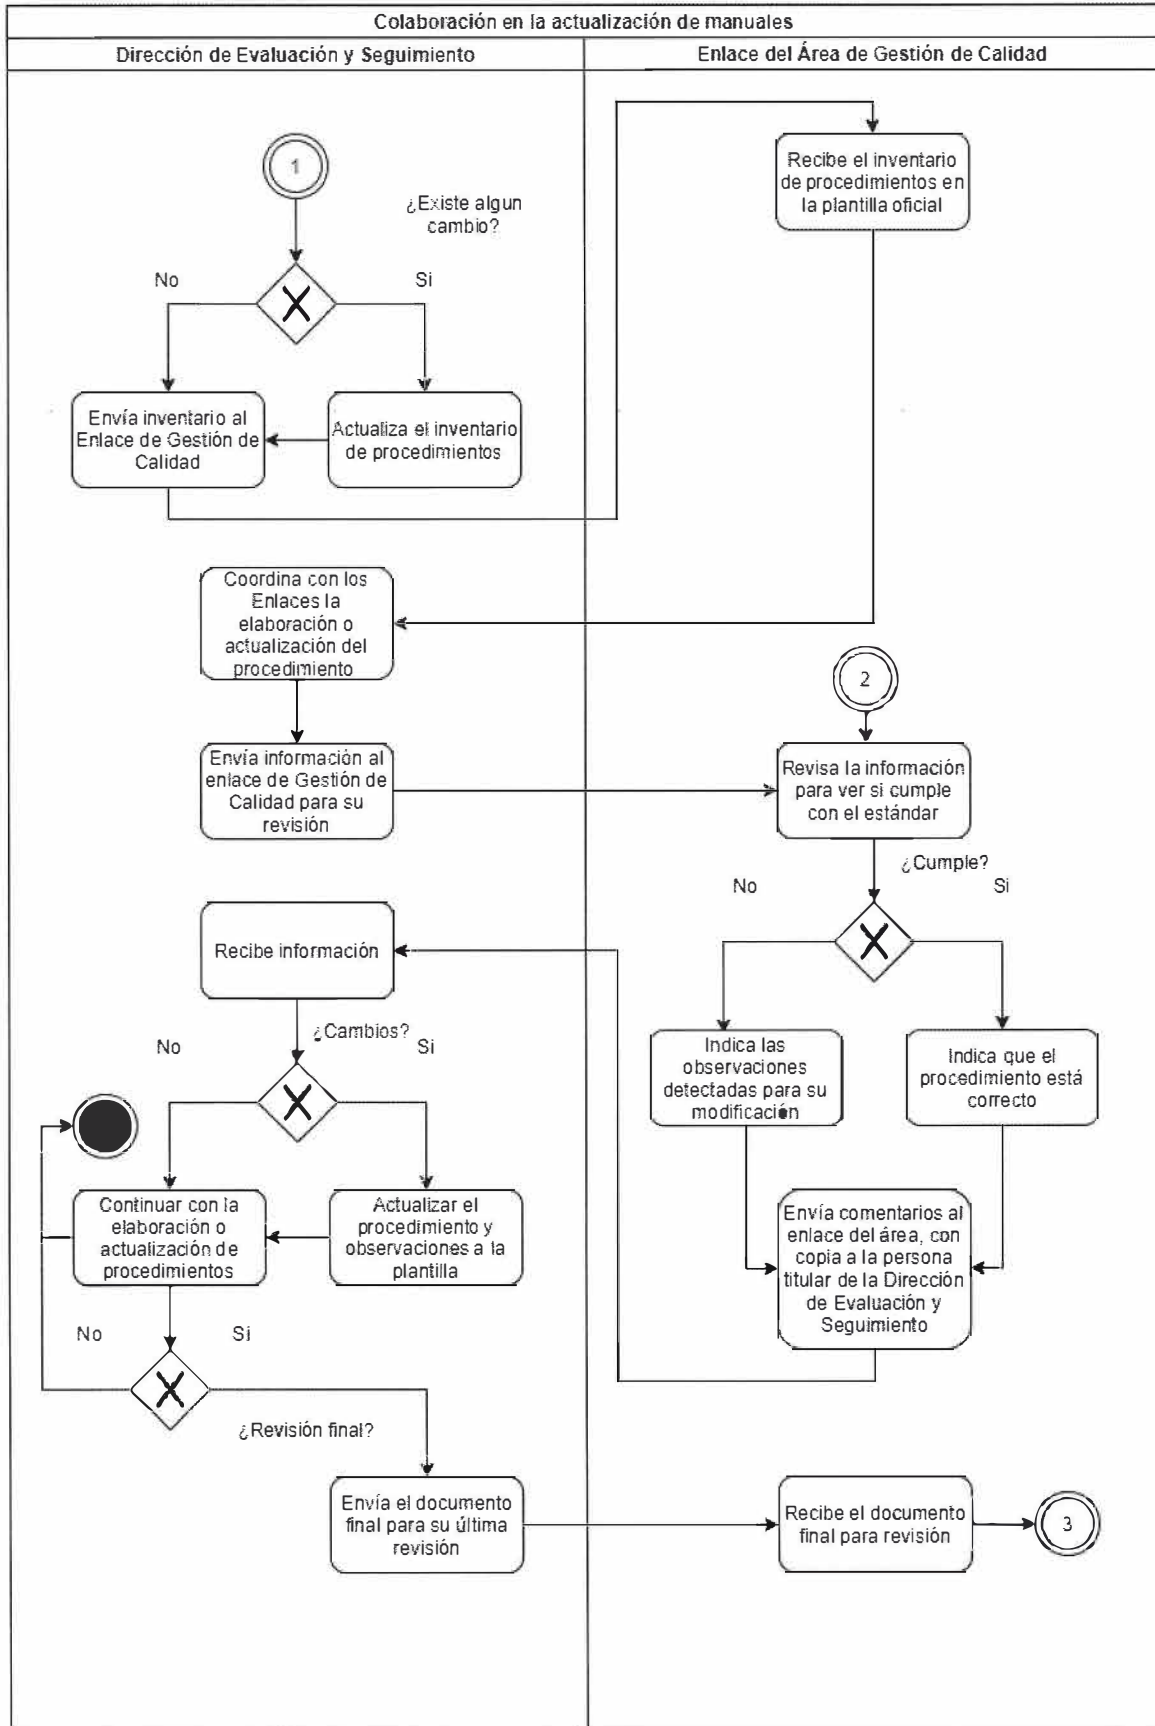 Colaboración en la actualización de manuales
Dirección de Evaluación y Seguimiento
Enlace del Área de Gestión de Calidad
1
¿Existe algun
cambio?
No
Si
Recibe el inventario
de procedimientos en
la plantilla oficial
Envía inventario al
Enlace de Gestión de
Calidad
Actualiza el inventario
de procedimientos
Coordina con los
Enlaces la
elaboración o
actualización del
procedimiento
2
Envía información al
enlace de Gestión de
Calidad para su
revisión
Revisa la información
para ver si cumple
con el estándar
¿Cumple?
No
Si
Recibe información
¿Cambios?
No
Si
Indica las
observaciones
detectadas para su
modificación
Indica que el
procedimiento está
correcto
Continuar con la
elaboración o
actualización de
procedimientos
Actualizar el
procedimiento y
observaciones a la
plantilla
Envía comentarios al
enlace del área, con
copia a la persona
titular de la Dirección
de Evaluación y
Seguimiento
No
Si
¿Revisión final?
Envía el documento
final para su última
revisión
Recibe el documento
final para revisión
3